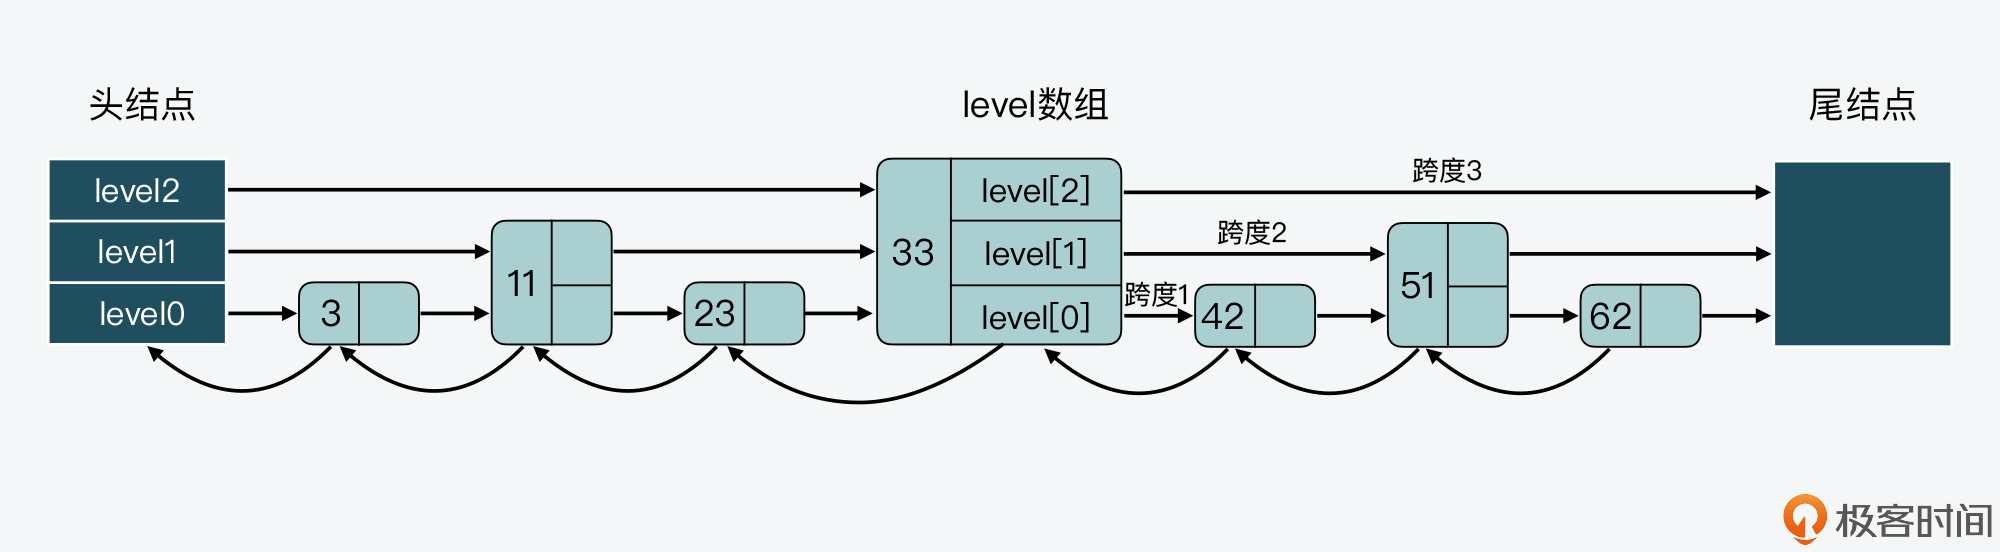 头结点
level数组
尾结点
level2
level1
level0
3
11
23
33
level[2]
level[1]
level[0]
跨度3
跨度2
跨度1
42
51
62
极客时间